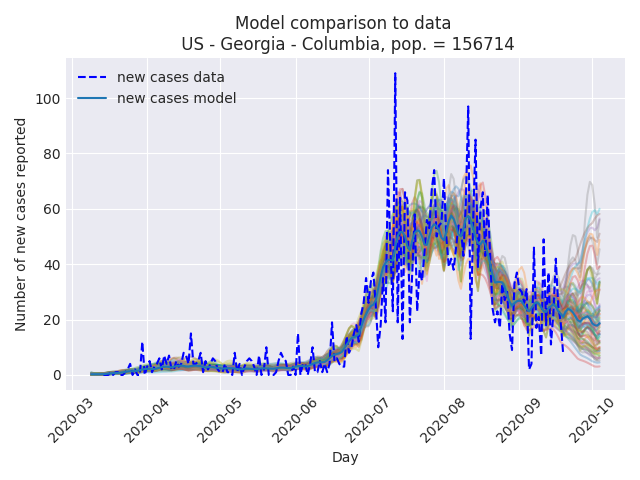 Model comparison to data
US - Georgia - Columbia, pop. = 156714
new cases data
new cases model
Number of new cases reported
100
80
60
40
20
0
2020-03
2020-04
2020-05
2020-06
2020-07
2020-08
2020-09
2020-10
Day